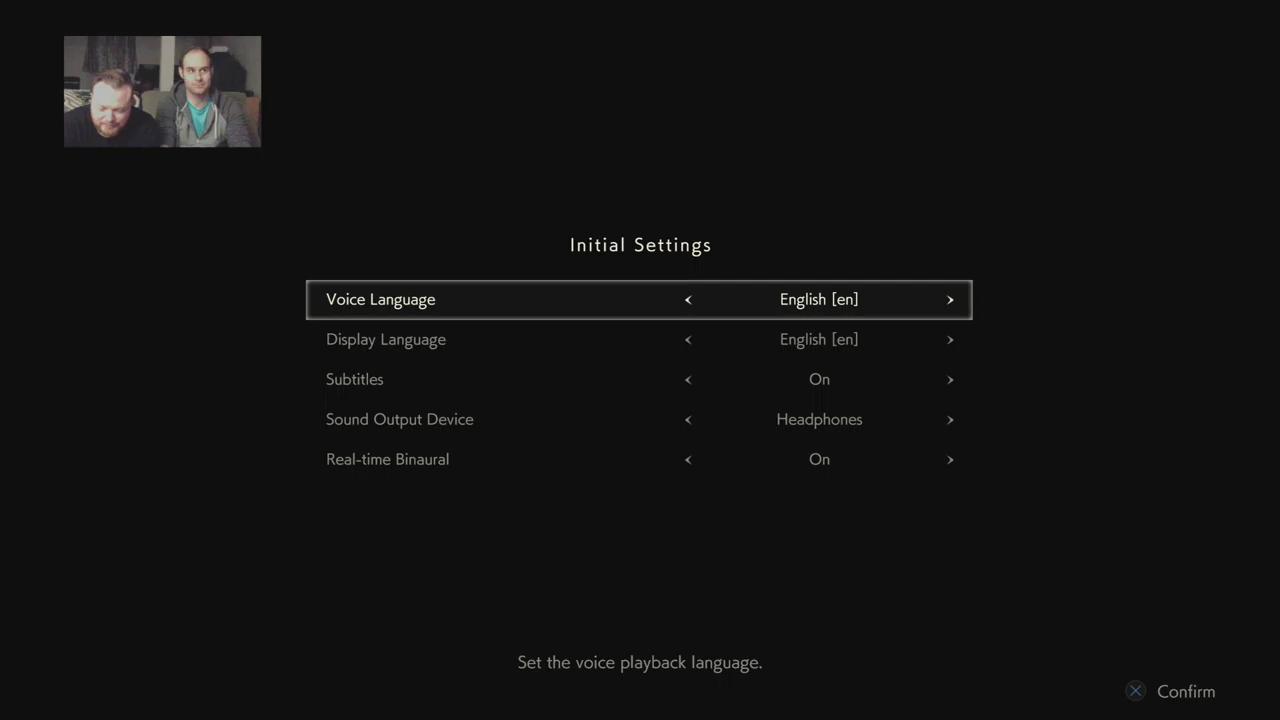 Initial Settings
Voice Language English [en]
Display Language English [en]
Subtitles On
Sound Output Device Headphones
Real-time Binaural On
Set the voice playback language.
Confirm